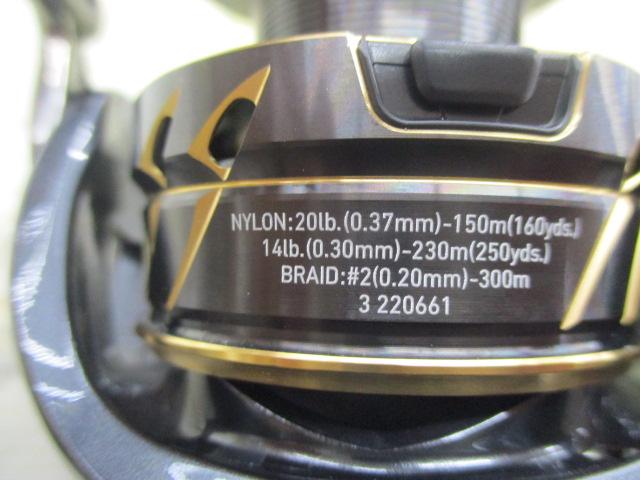 NYLON:20lb.(0.37mm)-150m(160yds.)
14lb.(0.30mm)-230m(250yds.)
BRAID:#2(0.20mm)-300m
3 220661